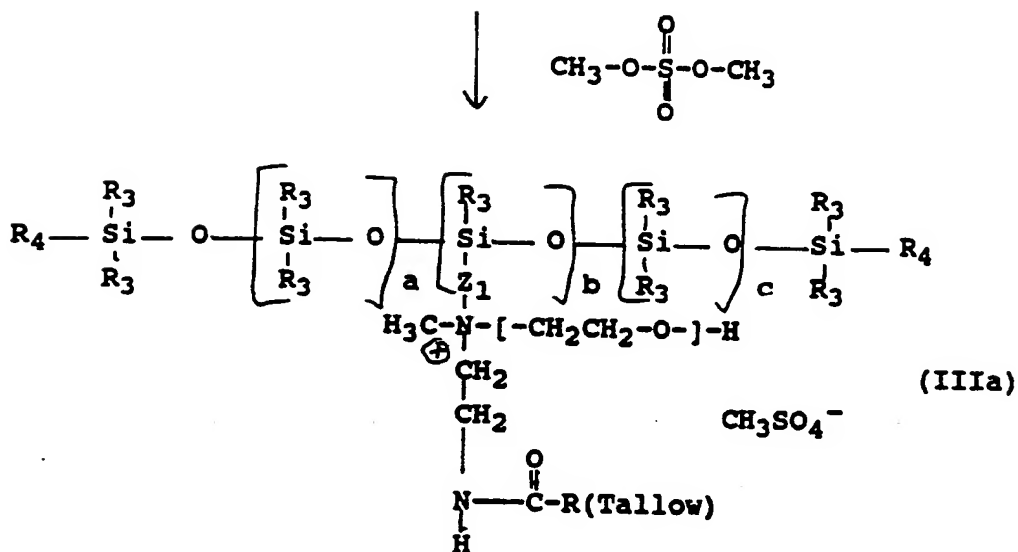 O
CH3-O-S-O-CH3
O
R3 R3 R3 R3 R3
R4 Si O Si O Si O Si O Si R4
R3 R3 Z1 R3 R3
a b c
H3C-N-[-CH2CH2-O-]-H
+
CH2
(IIIa)
CH2
CH3SO4-
O
N C-R(Tallow)
H